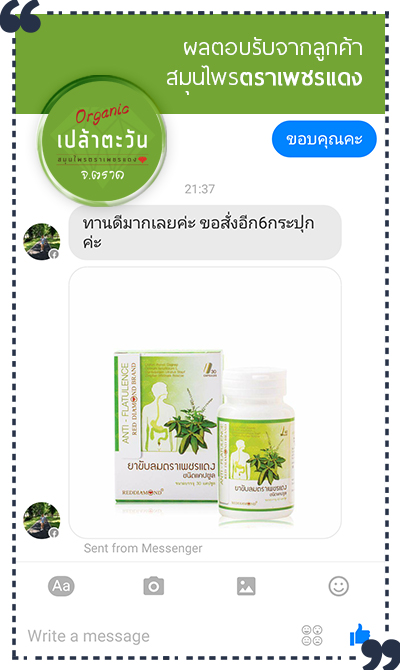 ผลตอบรับจากลูกค้า
สมุนไพรตราเพชรแดง
Organic
เปล้าตะวัน
สมุนไพรตราเพชรแดง
จ.ตราด
ขอบคุณคะ
21:37
ทานดีมากเลยค่ะ ขอสั่งอีก6กระปุก
ค่ะ
ANTI - FLATULENCE
RED DIAMOND BRAND
30
ยาขับลมตราเพชรแดง
ชนิดแคปซูล
REDDIAMOND
ยาขับลมตราเพชรแดง
ชนิดแคปซูล
Sent from Messenger
Aa
Write a message